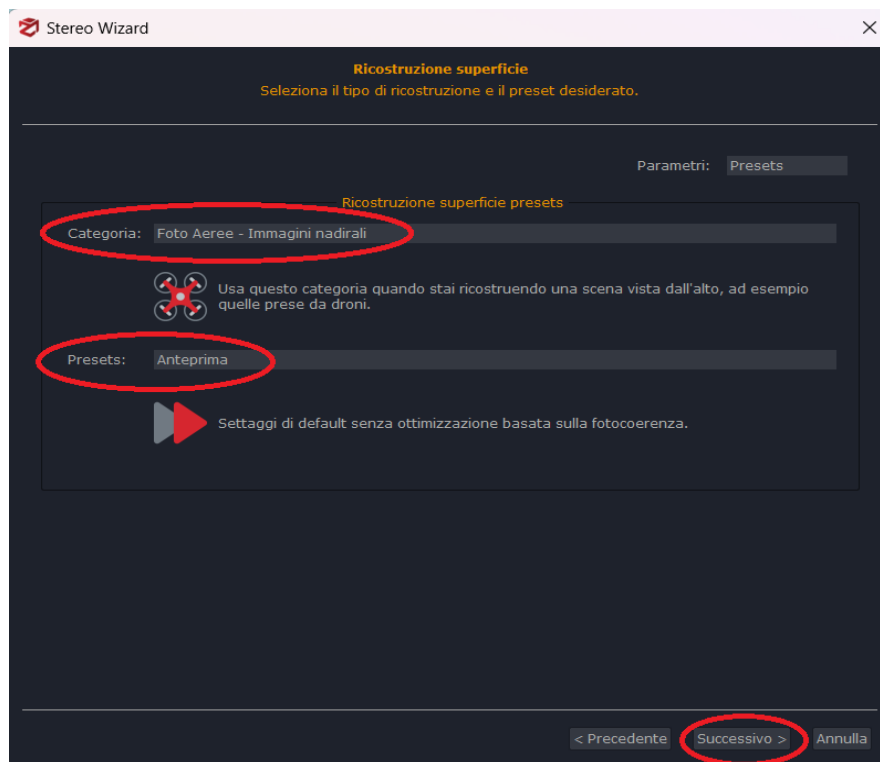 Stereo Wizard
Ricostruzione superficie
Seleziona il tipo di ricostruzione e il preset desiderato.
Parametri: Presets
Ricostruzione superficie presets
Categoria: Foto Aeree - Immagini nadirali
Usa questo categoria quando stai ricostruendo una scena vista dall'alto, ad esempio
quelle prese da droni.
Presets: Anteprima
Settaggi di default senza ottimizzazione basata sulla fotocoerenza.
< Precedente Successivo > Annulla